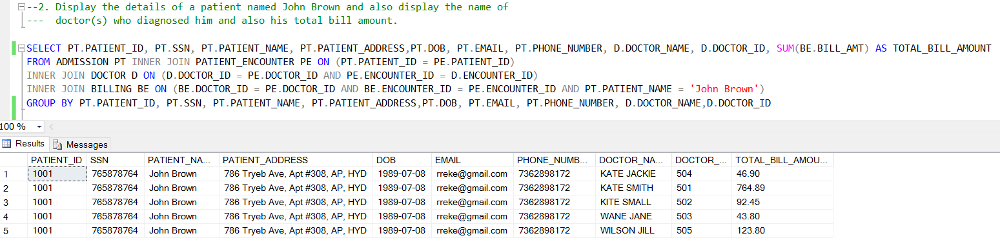 --2. Display the details of a patient named John Brown and also display the name of
--- doctor(s) who diagnosed him and also his total bill amount.
SELECT PT.PATIENT_ID, PT.SSN, PT.PATIENT_NAME, PT.PATIENT_ADDRESS,PT.DOB, PT.EMAIL, PT.PHONE_NUMBER, D.DOCTOR_NAME, D.DOCTOR_ID, SUM(BE.BILL_AMT) AS TOTAL_BILL_AMOUNT
FROM ADMISSION PT INNER JOIN PATIENT_ENCOUNTER PE ON (PT.PATIENT_ID = PE.PATIENT_ID)
INNER JOIN DOCTOR D ON (D.DOCTOR_ID = PE.DOCTOR_ID AND PE.ENCOUNTER_ID = D.ENCOUNTER_ID)
INNER JOIN BILLING BE ON (BE.DOCTOR_ID = PE.DOCTOR_ID AND BE.ENCOUNTER_ID = PE.ENCOUNTER_ID AND PT.PATIENT_NAME = 'John Brown')
GROUP BY PT.PATIENT_ID, PT.SSN, PT.PATIENT_NAME, PT.PATIENT_ADDRESS,PT.DOB, PT.EMAIL, PT.PHONE_NUMBER, D.DOCTOR_NAME,D.DOCTOR_ID
100 %
Results Messages
PATIENT_ID SSN PATIENT_NA... PATIENT_ADDRESS DOB EMAIL PHONE_NUMB... DOCTOR_NA... DOCTOR_... TOTAL_BILL_AMOU...
1 1001 765878764 John Brown 786 Tryeb Ave, Apt #308, AP, HYD 1989-07-08 rreke@gmail.com 7362898172 KATE JACKIE 504 46.90
2 1001 765878764 John Brown 786 Tryeb Ave, Apt #308, AP, HYD 1989-07-08 rreke@gmail.com 7362898172 KATE SMITH 501 764.89
3 1001 765878764 John Brown 786 Tryeb Ave, Apt #308, AP, HYD 1989-07-08 rreke@gmail.com 7362898172 KITE SMALL 502 92.45
4 1001 765878764 John Brown 786 Tryeb Ave, Apt #308, AP, HYD 1989-07-08 rreke@gmail.com 7362898172 WANE JANE 503 43.80
5 1001 765878764 John Brown 786 Tryeb Ave, Apt #308, AP, HYD 1989-07-08 rreke@gmail.com 7362898172 WILSON JILL 505 123.80